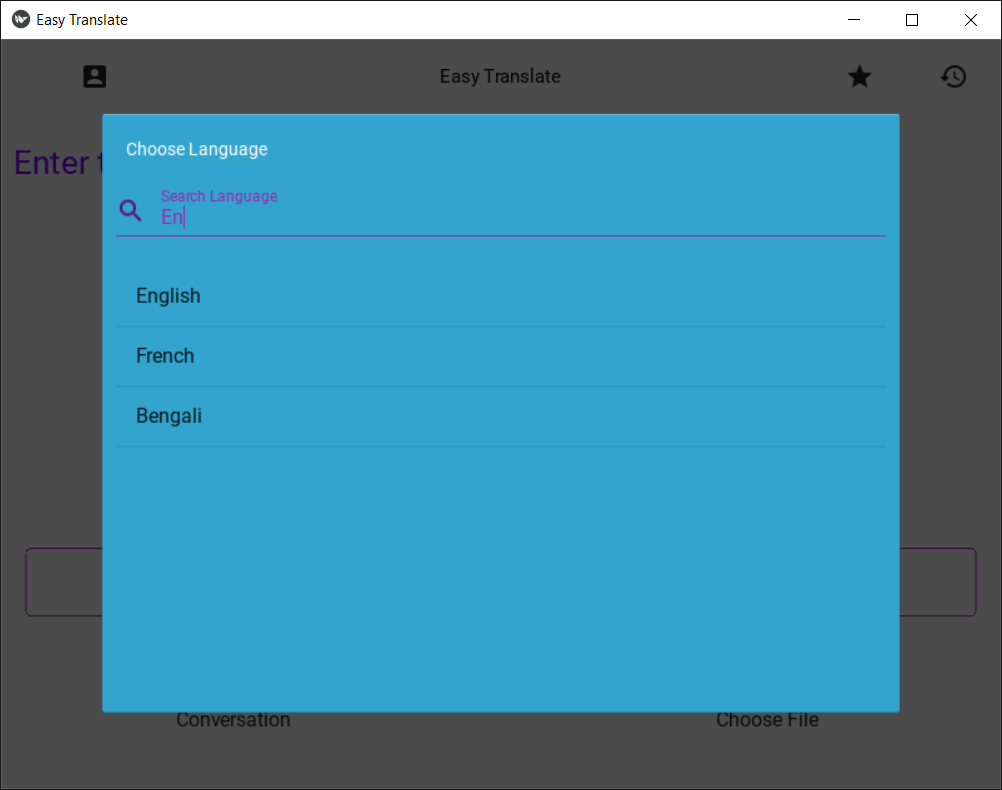 Easy Translate
Easy Translate
Enter
Choose Language
Search Language
En
English
French
Bengali
Conversation
Choose File